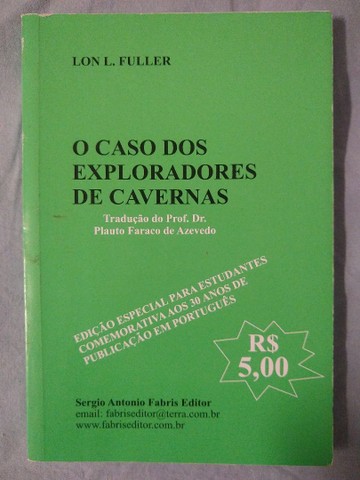 LON L. FULLER
O CASO DOS
EXPLORADORES
DE CAVERNAS
Tradução do Prof. Dr.
Plauto Faraco de Azevedo
EDIÇÃO ESPECIAL PARA ESTUDANTES
COMEMORATIVA AOS 30 ANOS DE
PUBLICAÇÃO EM PORTUGUÊS
R$
5,00
Sergio Antonio Fabris Editor
email: fabriseditor@terra.com.br
www.fabriseditor.com.br